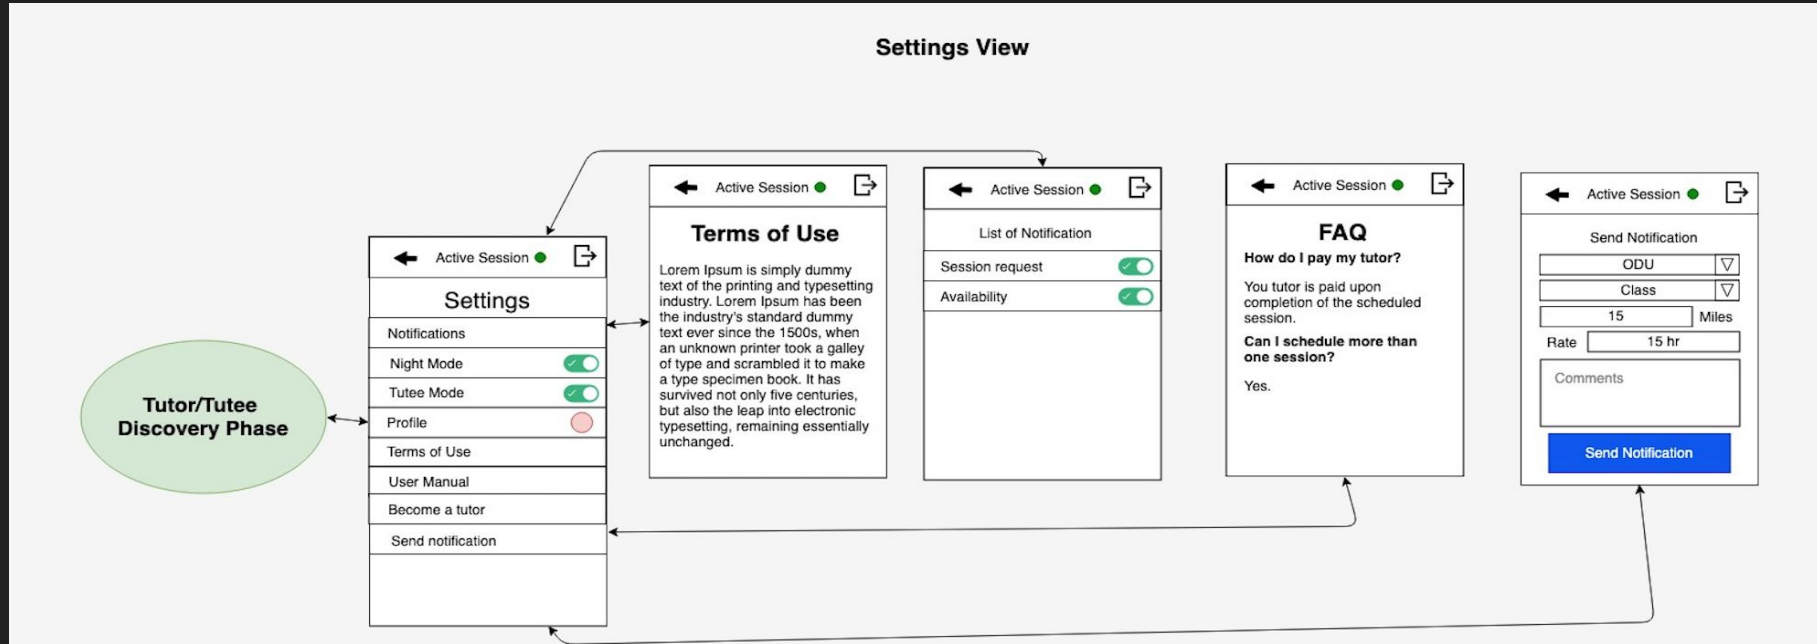 Settings View
Tutor/Tutee
Discovery Phase
Active Session
Settings
Notifications
Night Mode
Tutee Mode
Profile
Terms of Use
User Manual
Become a tutor
Send notification
Active Session
Terms of Use
Lorem Ipsum is simply dummy
text of the printing and typesetting
industry. Lorem Ipsum has been
the industry's standard dummy
text ever since the 1500s, when
an unknown printer took a galley
of type and scrambled it to make
a type specimen book. It has
survived not only five centuries,
but also the leap into electronic
typesetting, remaining essentially
unchanged.
Active Session
List of Notification
Session request
Availability
Active Session
FAQ
How do I pay my tutor?
You tutor is paid upon
completion of the scheduled
session.
Can I schedule more than
one session?
Yes.
Active Session
Send Notification
ODU
Class
15 Miles
Rate 15 hr
Comments
Send Notification